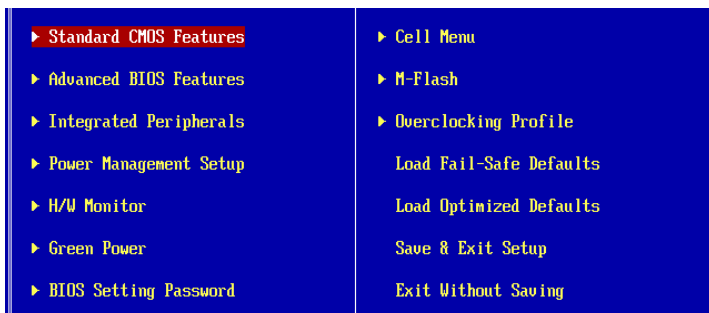 Standard CMOS Features
Advanced BIOS Features
Integrated Peripherals
Power Management Setup
H/W Monitor
Green Power
BIOS Setting Password
Cell Menu
M-Flash
Overclocking Profile
Load Fail-Safe Defaults
Load Optimized Defaults
Save & Exit Setup
Exit Without Saving